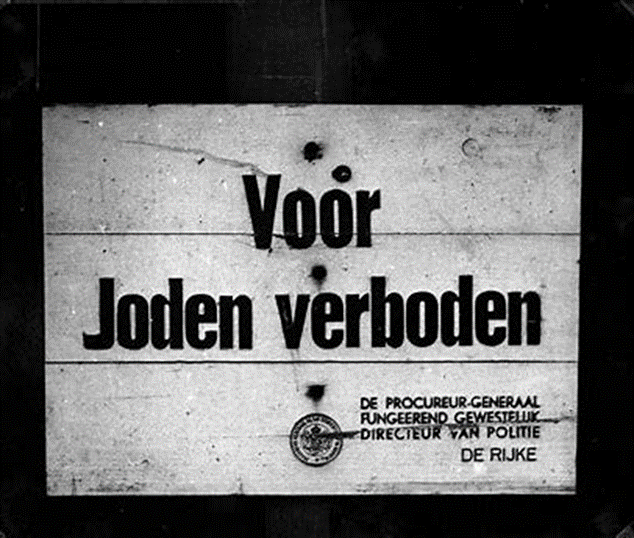 Voor
Joden verboden
DE PROCUREUR-GENERAAL
FUNGEEREND GEWESTELIJK
DIRECTEUR VAN POLITIE
DE RIJKE